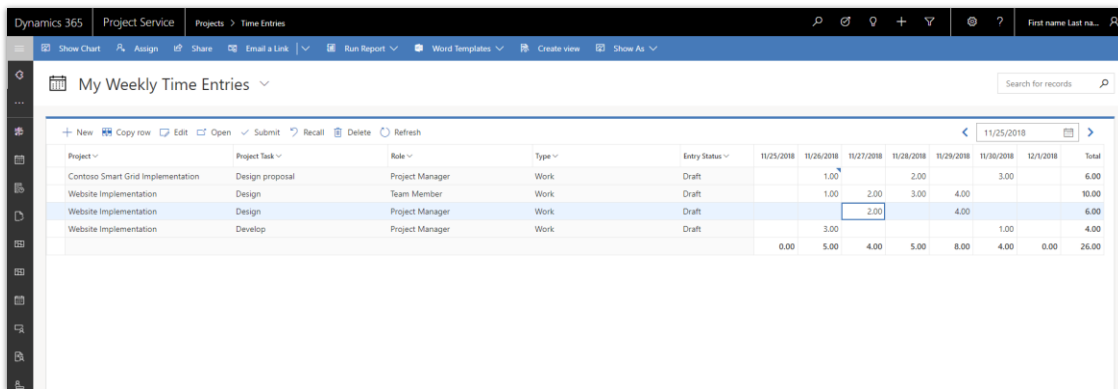 Dynamics 365 Project Service Projects > Time Entries First name Last na...
Show Chart Assign Share Email a Link Run Report Word Templates Create view Show As
My Weekly Time Entries Search for records
New Copy row Edit Open Submit Recall Delete Refresh 11/25/2018
Project Project Task Role Type Entry Status 11/25/2018 11/26/2018 11/27/2018 11/28/2018 11/29/2018 11/30/2018 12/1/2018 Total
Contoso Smart Grid Implementation Design proposal Project Manager Work Draft 1.00 2.00 3.00 6.00
Website Implementation Design Team Member Work Draft 1.00 2.00 3.00 4.00 10.00
Website Implementation Design Project Manager Work Draft 2.00 4.00 6.00
Website Implementation Develop Project Manager Work Draft 3.00 1.00 4.00
0.00 5.00 4.00 5.00 8.00 4.00 0.00 26.00